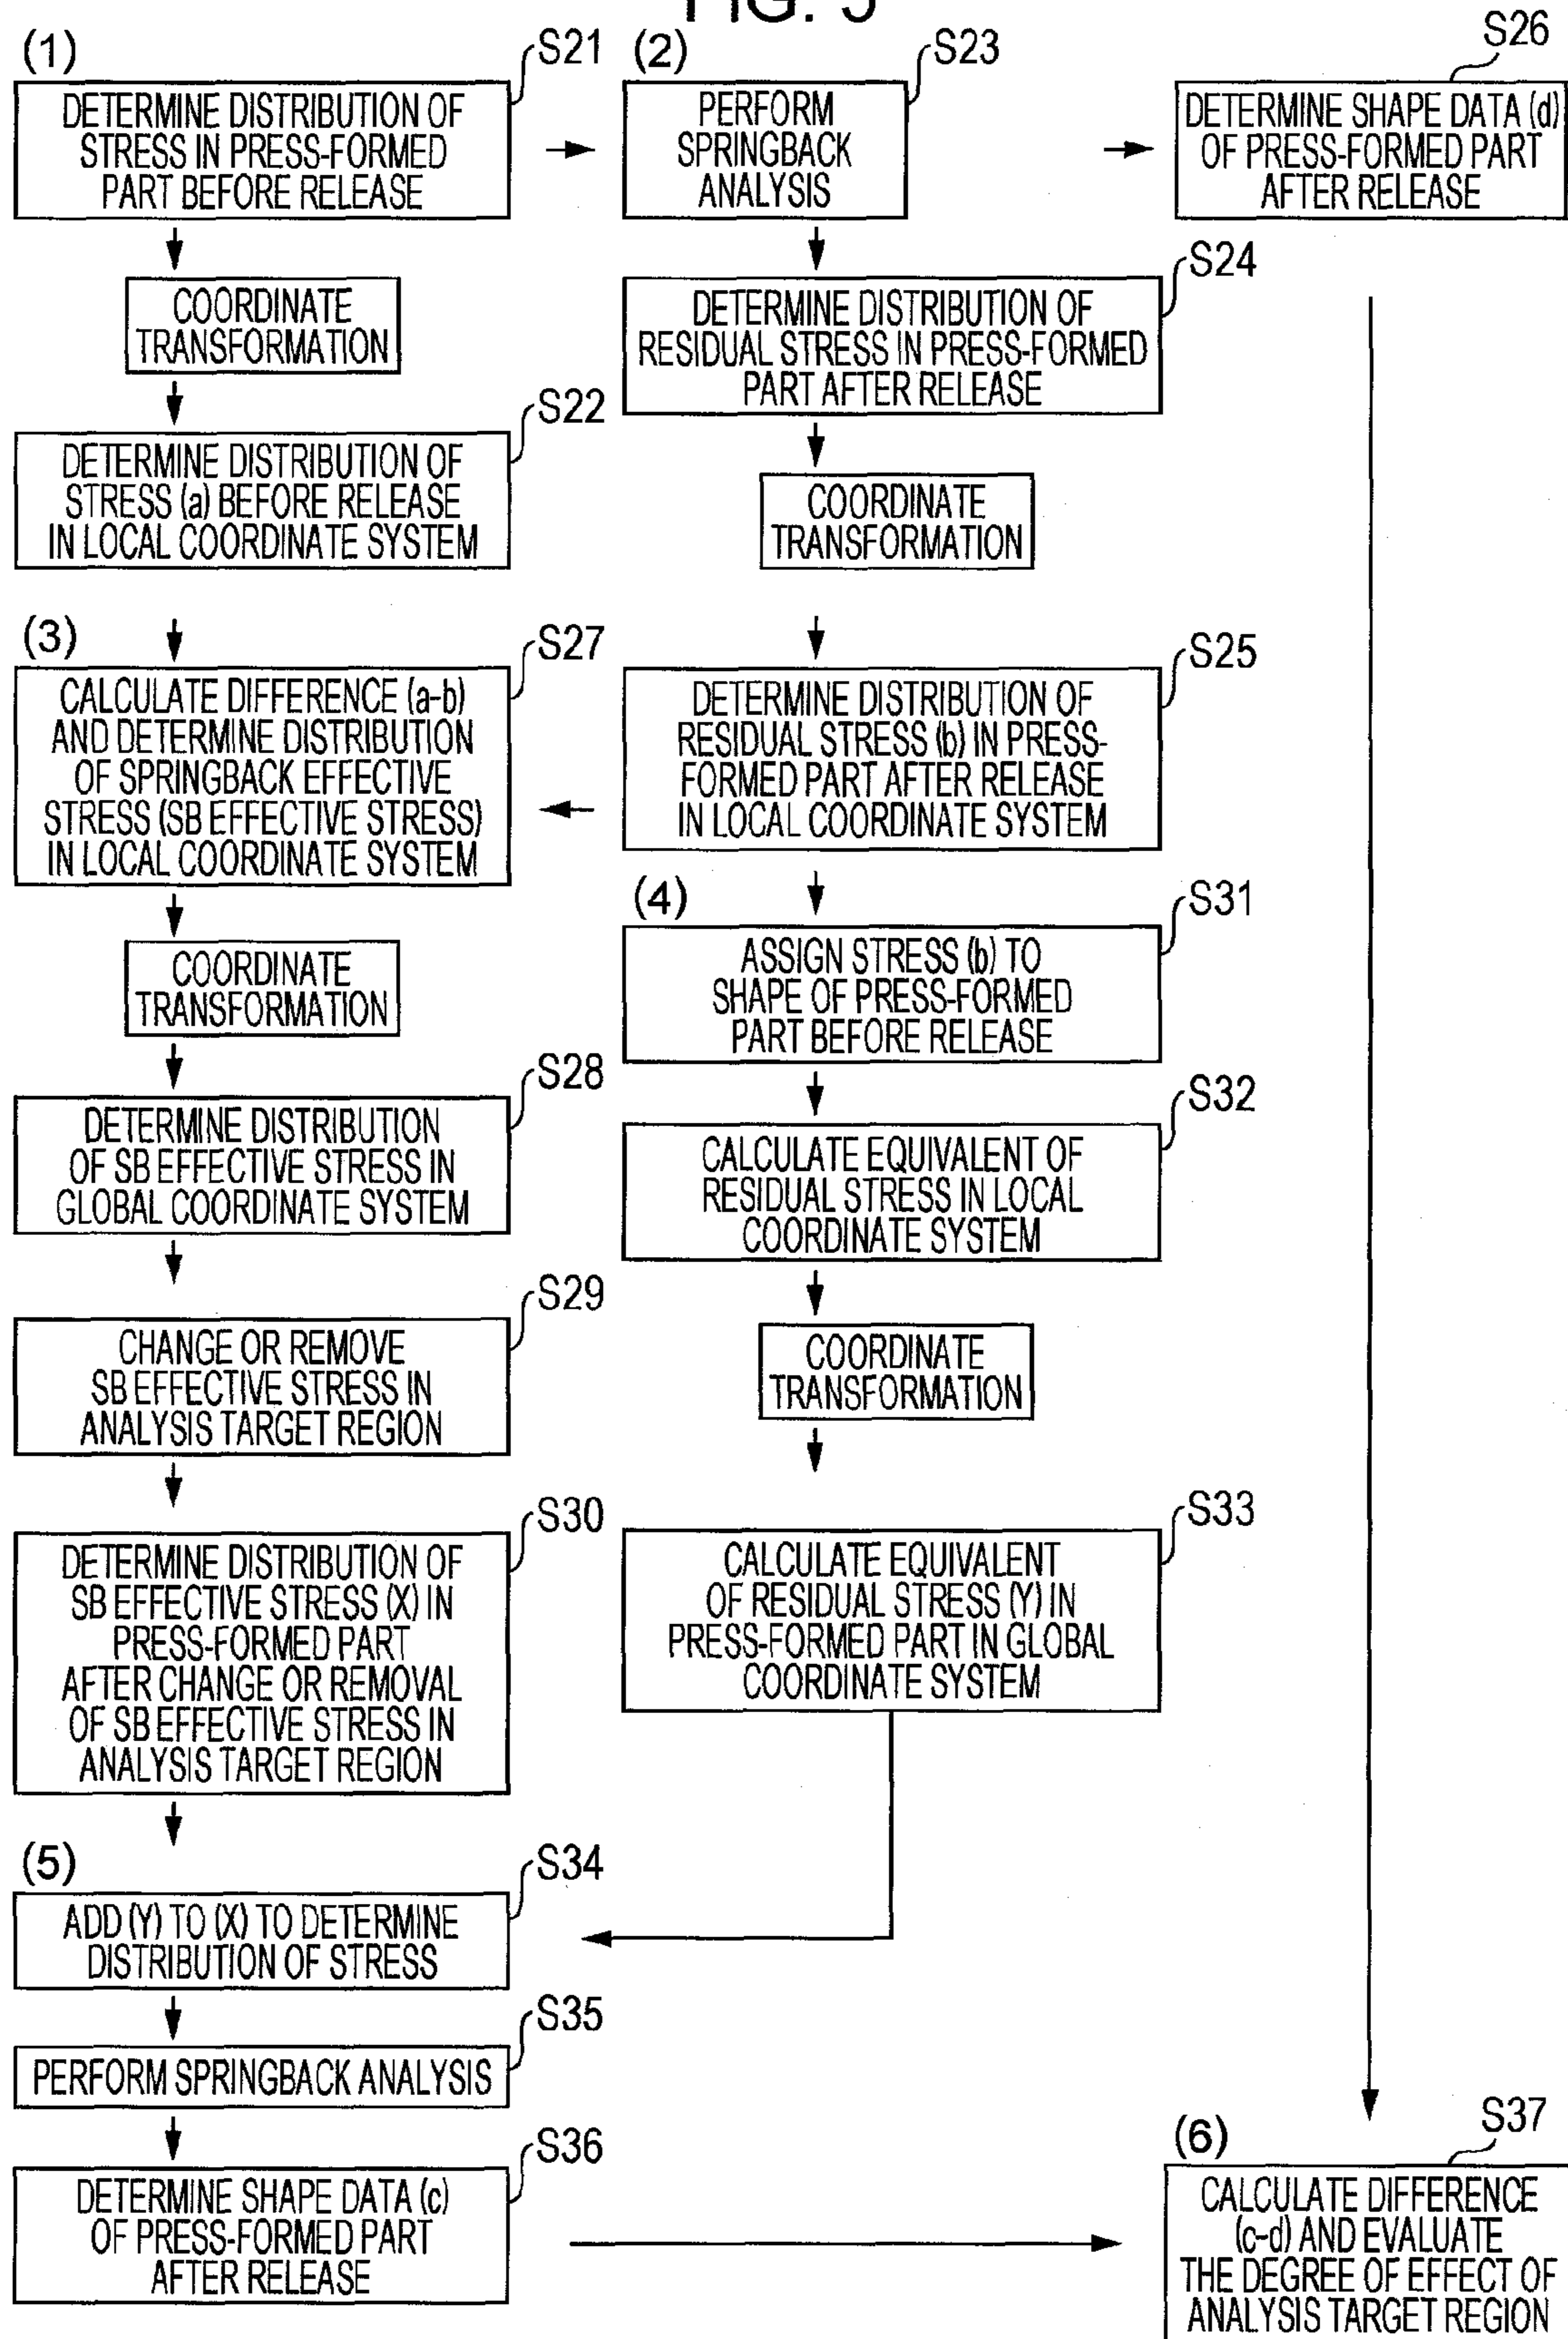 FIG. 5
(1)
S21
DETERMINE DISTRIBUTION OF
STRESS IN PRESS-FORMED
PART BEFORE RELEASE
COORDINATE
TRANSFORMATION
S22
DETERMINE DISTRIBUTION OF
STRESS (a) BEFORE RELEASE
IN LOCAL COORDINATE SYSTEM
(2)
S23
PERFORM
SPRINGBACK
ANALYSIS
S24
DETERMINE DISTRIBUTION OF
RESIDUAL STRESS IN PRESS-FORMED
PART AFTER RELEASE
COORDINATE
TRANSFORMATION
S25
DETERMINE DISTRIBUTION OF
RESIDUAL STRESS (b) IN PRESS-
FORMED PART AFTER RELEASE
IN LOCAL COORDINATE SYSTEM
S26
DETERMINE SHAPE DATA (d)
OF PRESS-FORMED PART
AFTER RELEASE
(3)
S27
CALCULATE DIFFERENCE (a-b)
AND DETERMINE DISTRIBUTION
OF SPRINGBACK EFFECTIVE
STRESS (SB EFFECTIVE STRESS)
IN LOCAL COORDINATE SYSTEM
COORDINATE
TRANSFORMATION
S28
DETERMINE DISTRIBUTION
OF SB EFFECTIVE STRESS IN
GLOBAL COORDINATE SYSTEM
S29
CHANGE OR REMOVE
SB EFFECTIVE STRESS IN
ANALYSIS TARGET REGION
S30
DETERMINE DISTRIBUTION OF
SB EFFECTIVE STRESS (X) IN
PRESS-FORMED PART
AFTER CHANGE OR REMOVAL
OF SB EFFECTIVE STRESS IN
ANALYSIS TARGET REGION
(4)
S31
ASSIGN STRESS (b) TO
SHAPE OF PRESS-FORMED
PART BEFORE RELEASE
S32
CALCULATE EQUIVALENT OF
RESIDUAL STRESS IN LOCAL
COORDINATE SYSTEM
COORDINATE
TRANSFORMATION
S33
CALCULATE EQUIVALENT
OF RESIDUAL STRESS (Y) IN
PRESS-FORMED PART IN GLOBAL
COORDINATE SYSTEM
(5)
S34
ADD (Y) TO (X) TO DETERMINE
DISTRIBUTION OF STRESS
S35
PERFORM SPRINGBACK ANALYSIS
S36
DETERMINE SHAPE DATA (c)
OF PRESS-FORMED PART
AFTER RELEASE
(6)
S37
CALCULATE DIFFERENCE
(c-d) AND EVALUATE
THE DEGREE OF EFFECT OF
ANALYSIS TARGET REGION